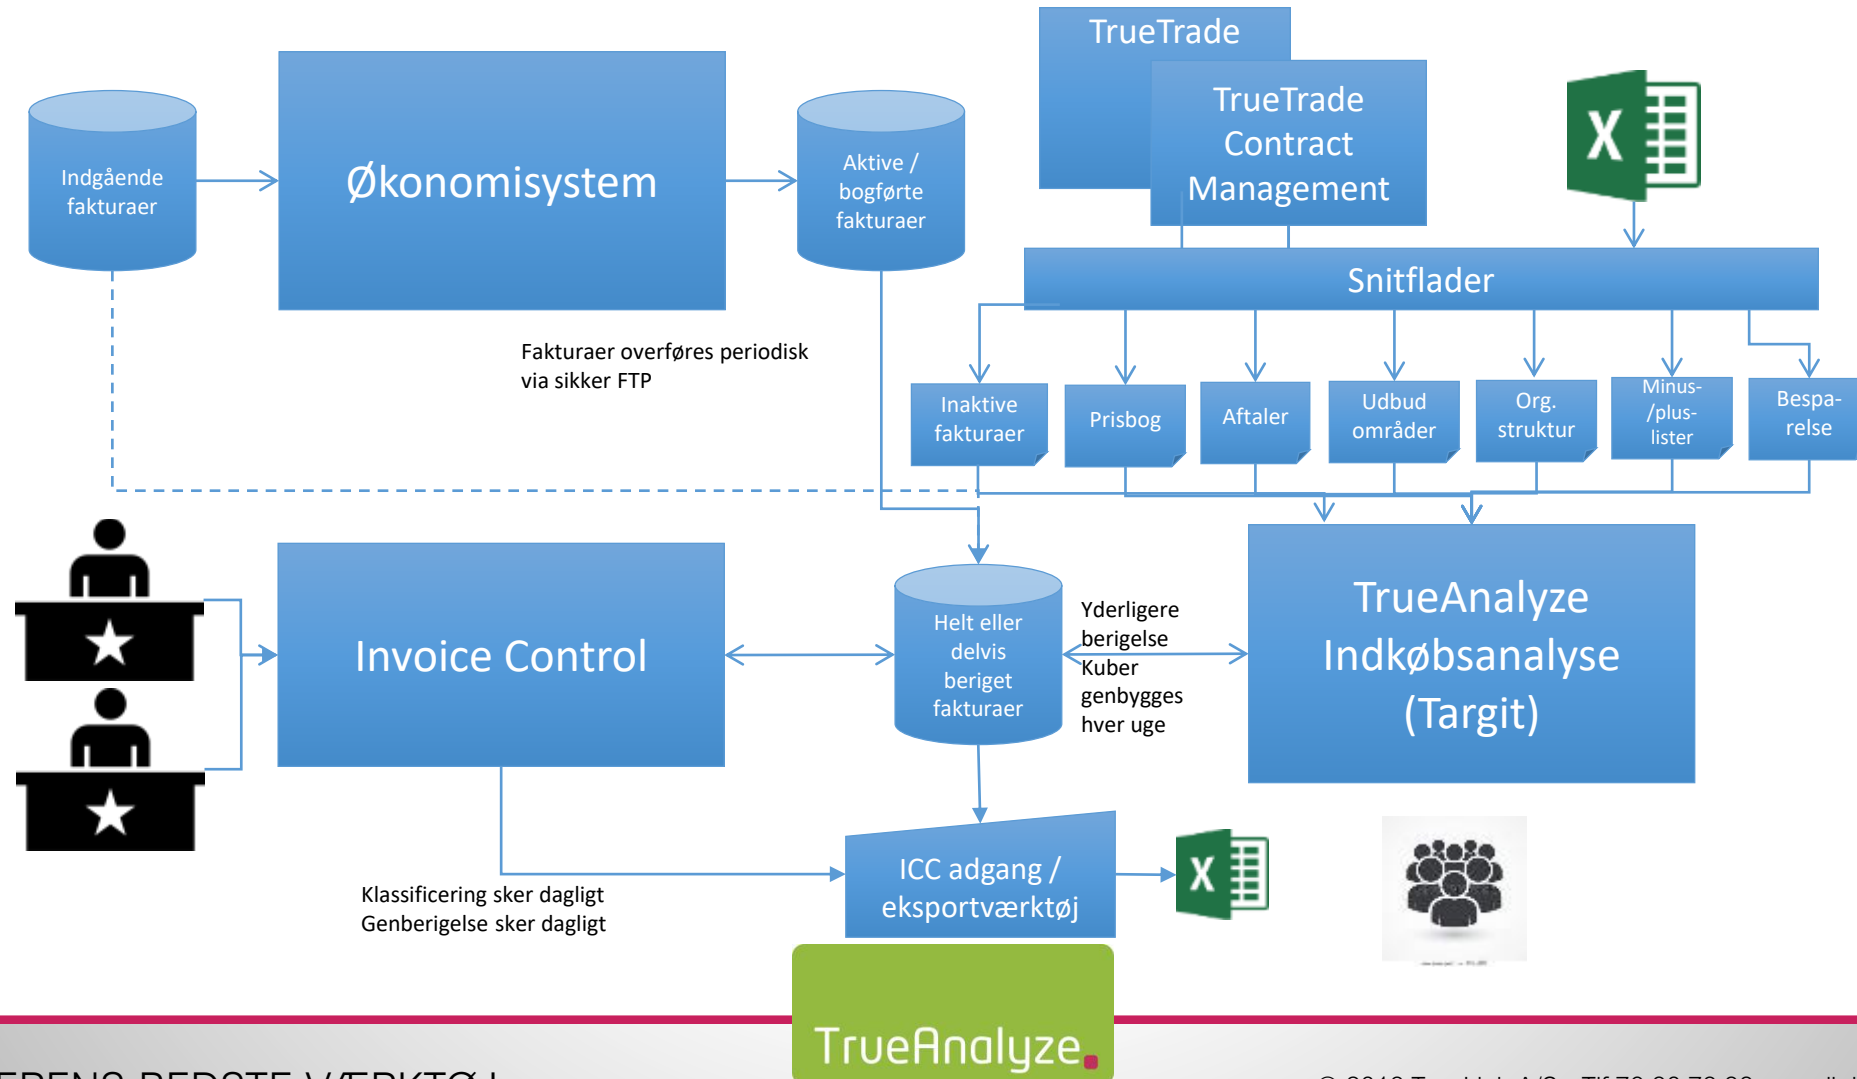 TrueTrade
TrueTrade
Contract
Management
Indgående
fakturaer
Økonomisystem
Aktive /
bogførte
fakturaer
Snitflader
Fakturaer overføres periodisk
via sikker FTP
Inaktive
fakturaer
Prisbog
Aftaler
Udbud
områder
Org.
struktur
Minus-
/plus-
lister
Bespa-
relse
Invoice Control
Helt eller
delvis
beriget
fakturaer
Yderligere
berigelse
Kuber
genbygges
hver uge
TrueAnalyze
Indkøbsanalyse
(Targit)
Klassificering sker dagligt
Genberigelse sker dagligt
ICC adgang /
eksportværktøj
TrueAnalyze.
BEDSTE VÆRKTØJ